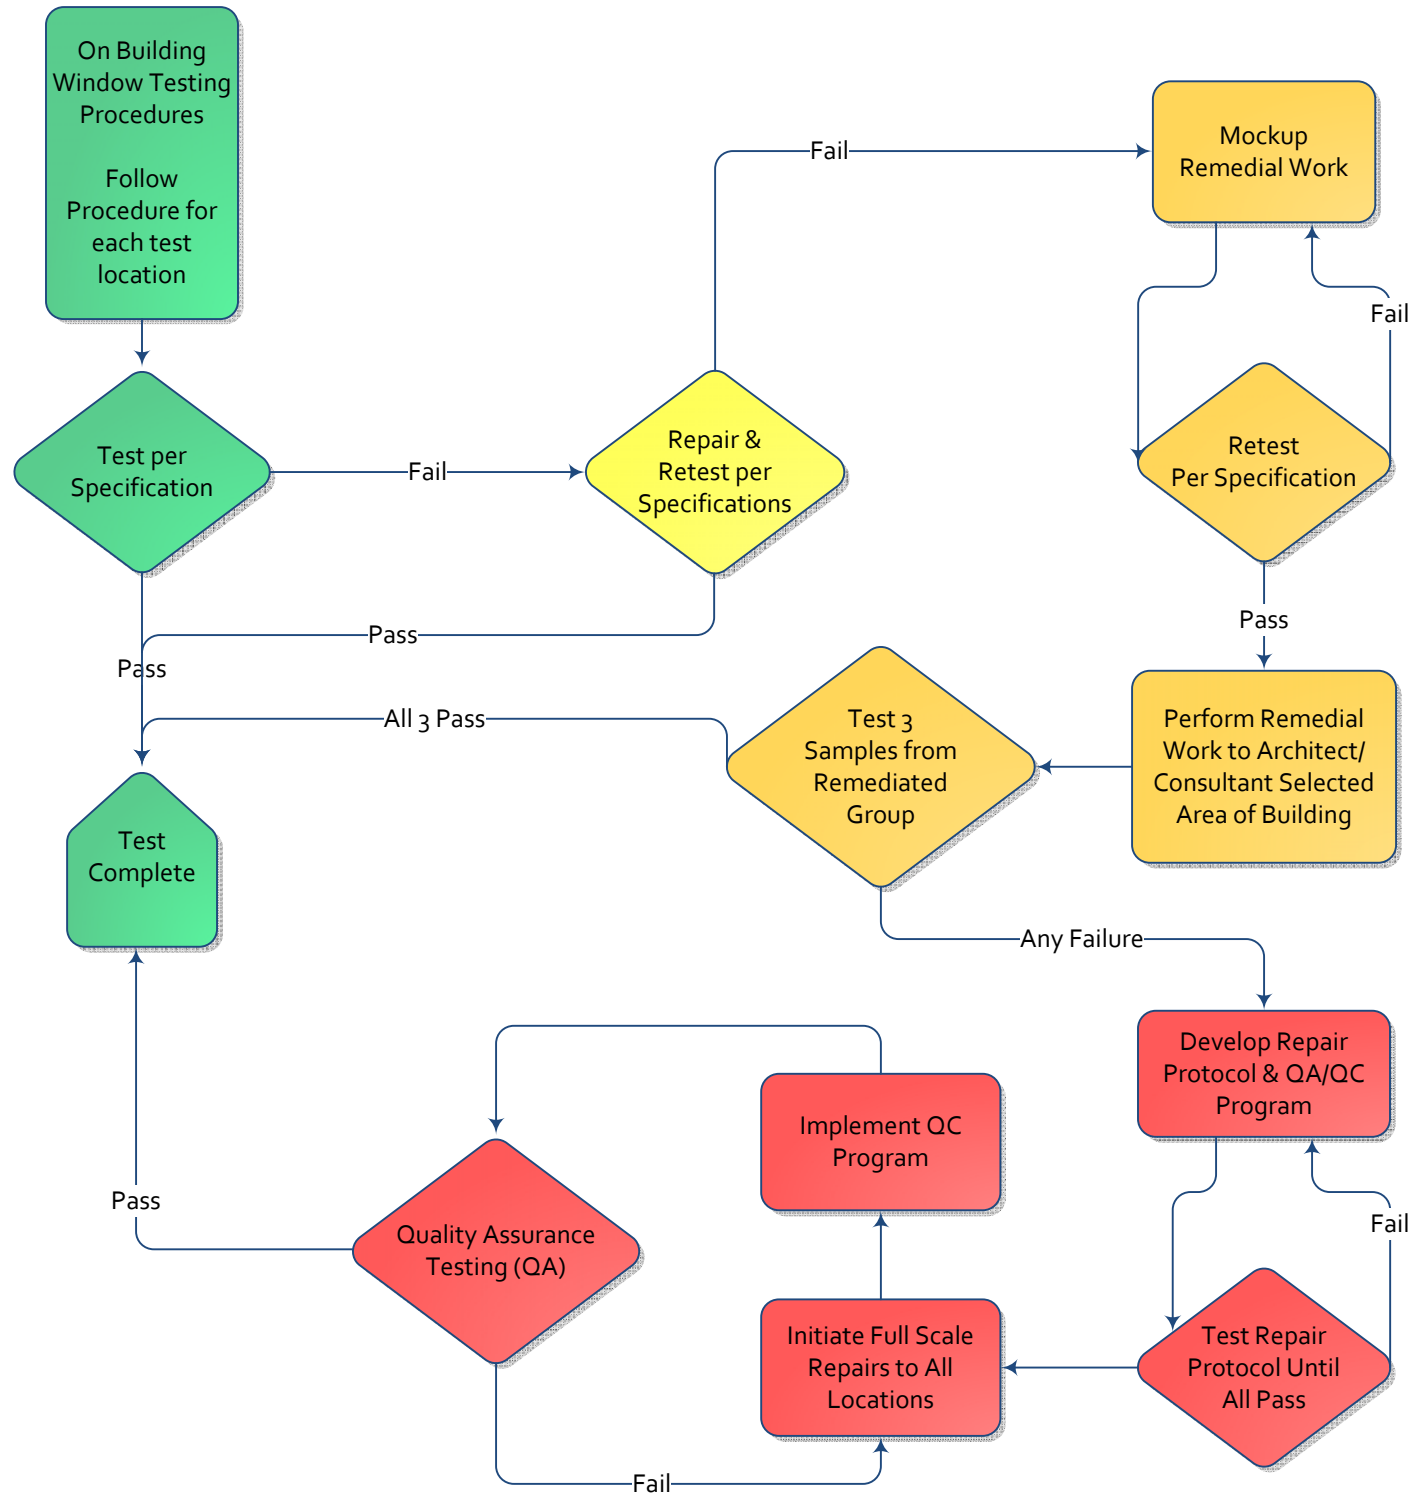 On Building
Window Testing
Procedures
Follow
Procedure for
each test
location
Fail
Mockup
Remedial Work
Fail
Test per
Specification
Fail
Repair &
Retest per
Specifications
Retest
Per Specification
Pass
Pass
Pass
All 3 Pass
Test 3
Samples from
Remediated
Group
Perform Remedial
Work to Architect/
Consultant Selected
Area of Building
Test
Complete
Any Failure
Develop Repair
Protocol & QA/QC
Program
Implement QC
Program
Pass
Quality Assurance
Testing (QA)
Fail
Initiate Full Scale
Repairs to All
Locations
Test Repair
Protocol Until
All Pass
Fail